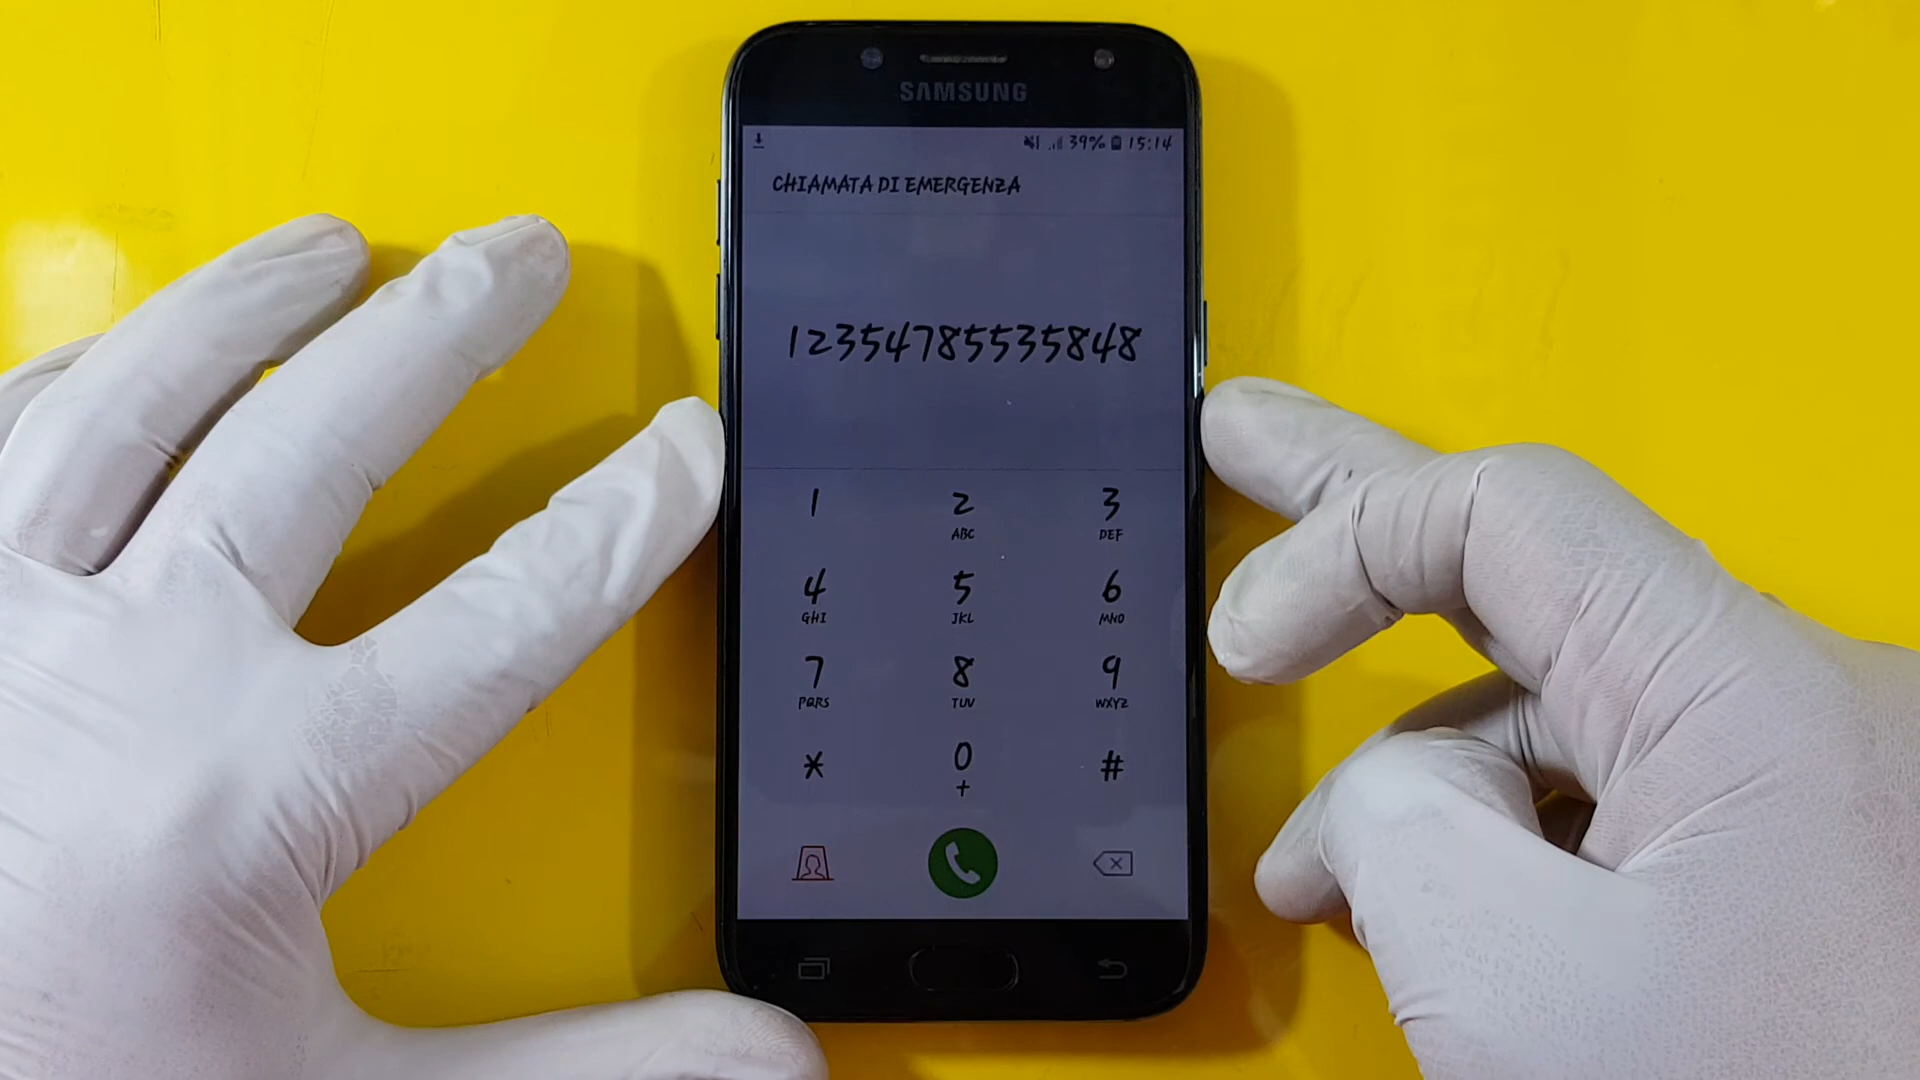 SAMSUNG
39% 15:14
CHIAMATA DI EMERGENZA
12354785535848
1 2 3
ABC DEF
4 5 6
GHI JKL MNO
7 8 9
PQRS TUV WXYZ
* 0 #
+